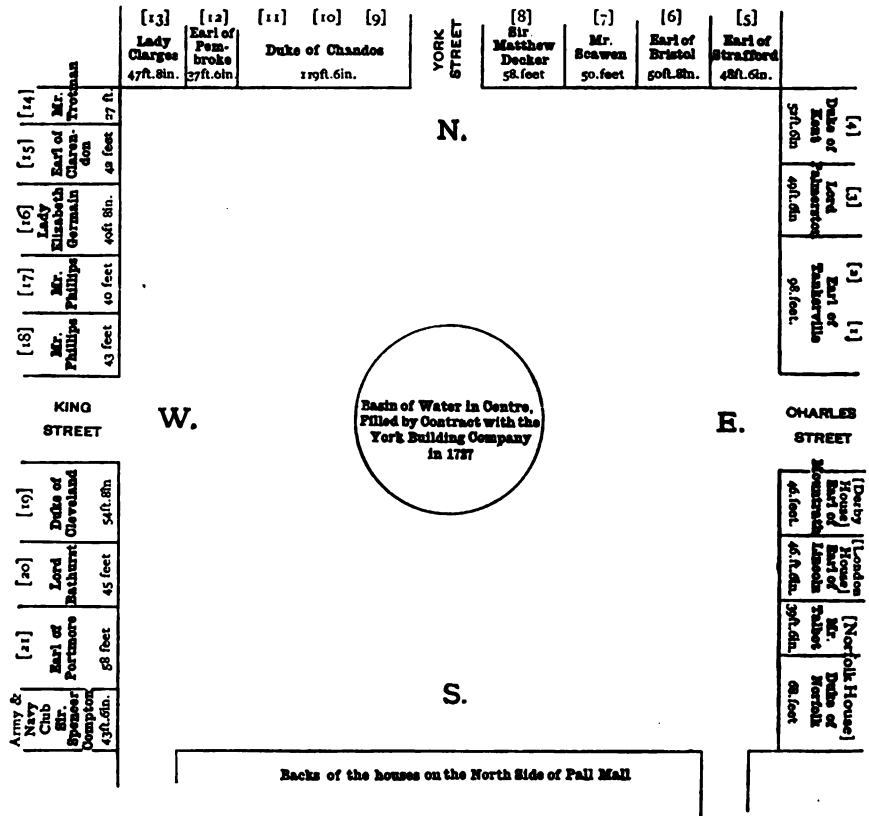 [13]
Lady
Clarges
47ft.8in.
[12]
Earl of
Pem-
broke
37ft.6in.
[11] [10] [9]
Duke of Chandos
119ft.6in.
YORK
STREET
[8]
Sir
Matthew
Decker
58.feet
[7]
Mr.
Scawen
50.feet
[6]
Earl of
Bristol
50ft.8in.
[5]
Earl of
Strafford
48ft.6in.
[14]
Mr.
Trotman
27 ft.
[15]
Earl of
Claren-
don
42 feet
[16]
Lady
Elizabeth
Germain
40ft 8in.
[17]
Mr.
Phillips
40 feet
[18]
Mr.
Phillips
43 feet
N.
[4]
Duke of
Kent
52ft.6in
[3]
Lord
Palmerston
49ft.6in
[2] [1]
Earl of
Tankerville
98.feet.
KING
STREET
W.
Basin of Water in Centre,
Filled by Contract with the
York Building Company
in 1727
E.
CHARLES
STREET
[19]
Duke of
Cleveland
54ft.8in
[20]
Lord
Bathurst
45 feet
[21]
Earl of
Portmore
58 feet
Army &
Navy
Club
Sir.
Spencer
Compton
43ft.6in.
[Derby
House]
Earl of
Mountrath
46.feet.
[London
House]
Earl of
Lincoln
46.ft.6in.
[Norfolk House]
Mr.
Talbot
39ft.6in.
Duke of
Norfolk
68.feet
S.
Backs of the houses on the North Side of Pall Mall